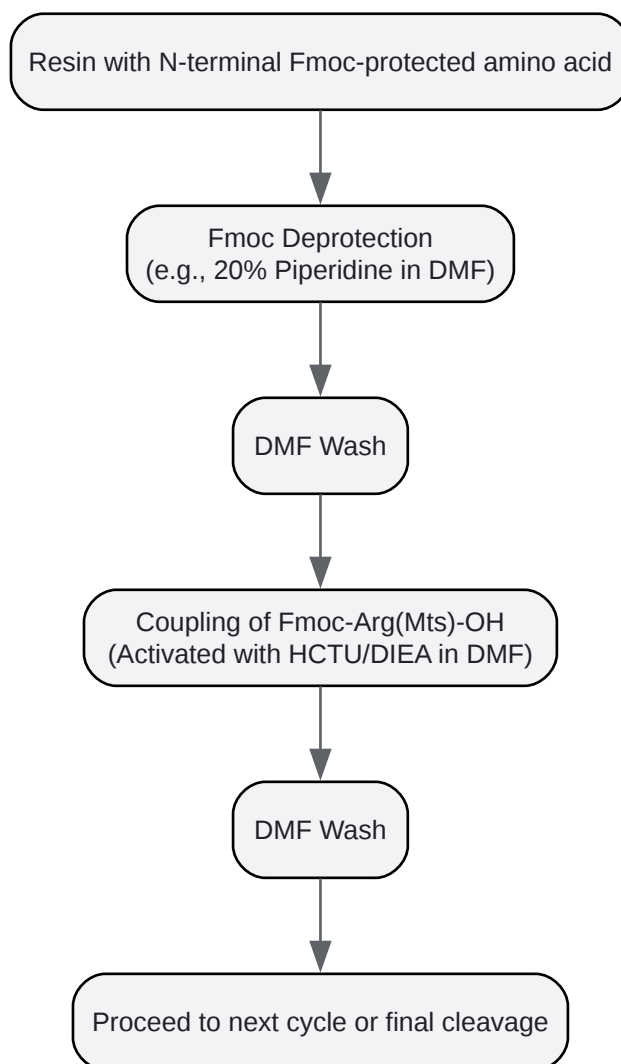 Resin with N-terminal Fmoc-protected amino acid
Fmoc Deprotection
(e.g., 20% Piperidine in DMF)
DMF Wash
Coupling of Fmoc-Arg(Mts)-OH
(Activated with HCTU/DIEA in DMF)
DMF Wash
Proceed to next cycle or final cleavage